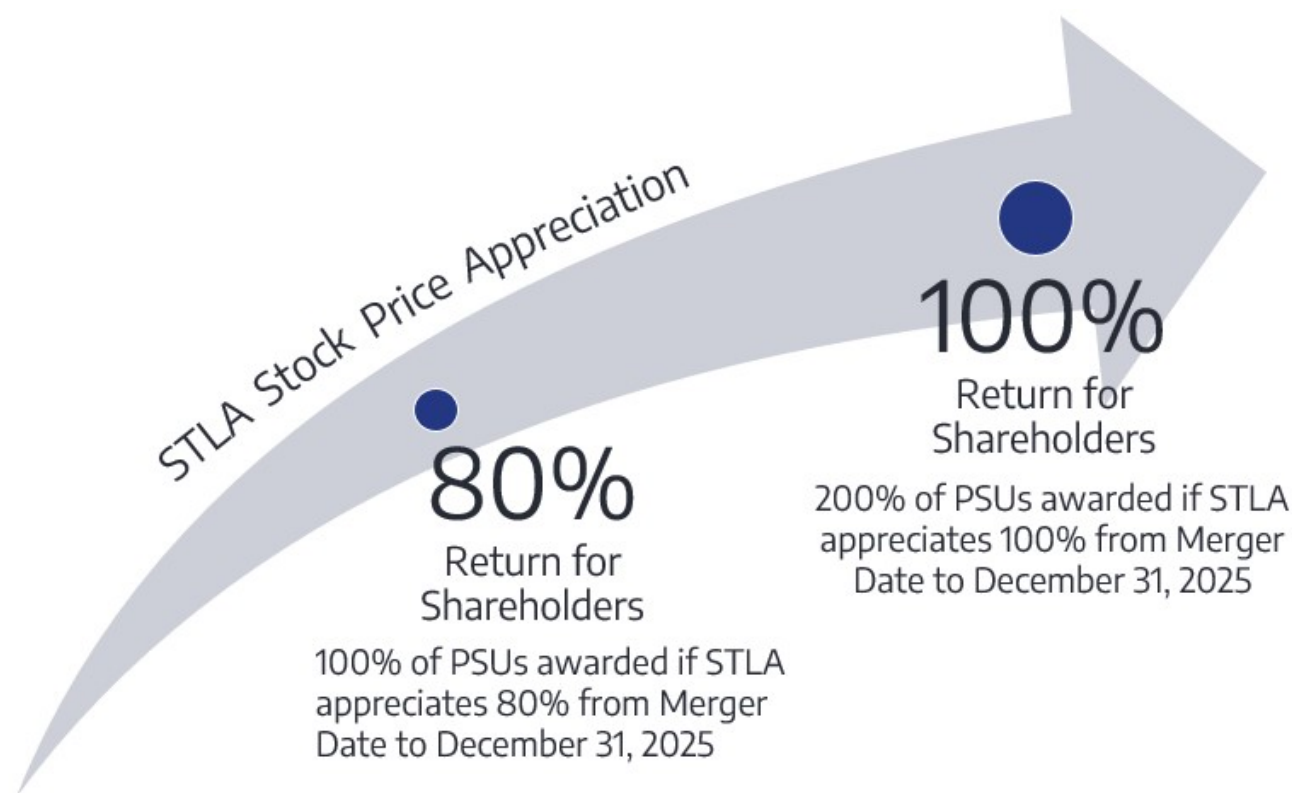 STLA Stock Price Appreciation
80%
Return for
Shareholders
100% of PSUs awarded if STLA
appreciates 80% from Merger
Date to December 31, 2025
100%
Return for
Shareholders
200% of PSUs awarded if STLA
appreciates 100% from Merger
Date to December 31, 2025